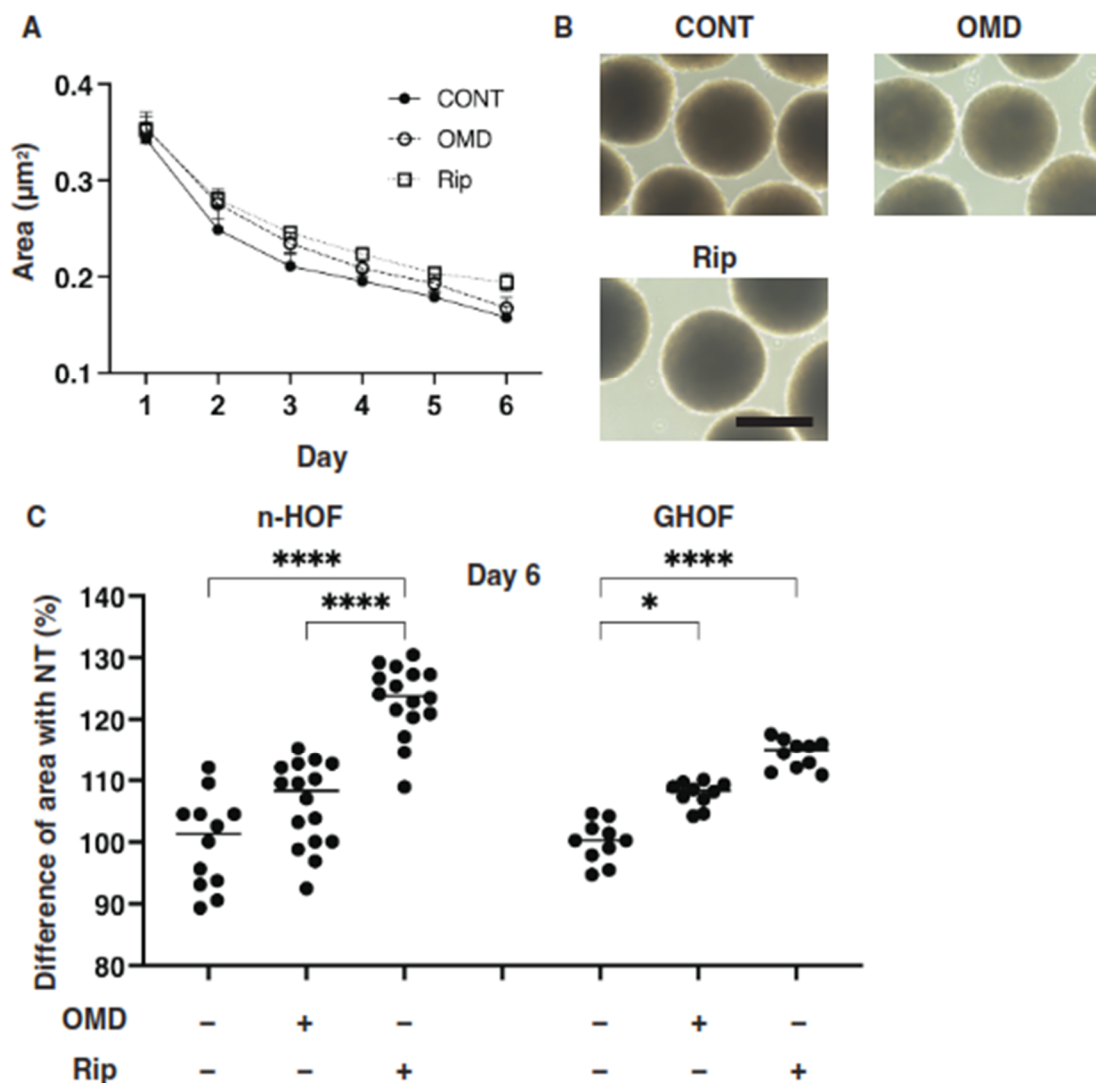 A
Area (μm²)
0.4
0.3
0.2
0.1
CONT
OMD
Rip
1 2 3 4 5 6
Day
B
CONT
OMD
Rip
C
n-HOF
GHOF
Day 6
****
****
****
*
Difference of area with NT (%)
140
130
120
110
100
90
80
OMD – + – – + –
Rip – – + – – +